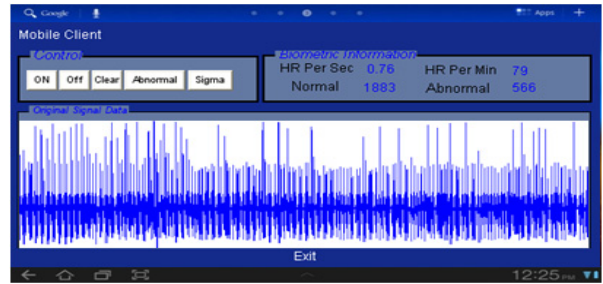 Google Apps +
Mobile Client
Control
ON Off Clear Abnormal Sigma
Biometric Information
HR Per Sec 0.76 HR Per Min 79
Normal 1883 Abnormal 566
Original Signal Data
Exit
12:25 PM